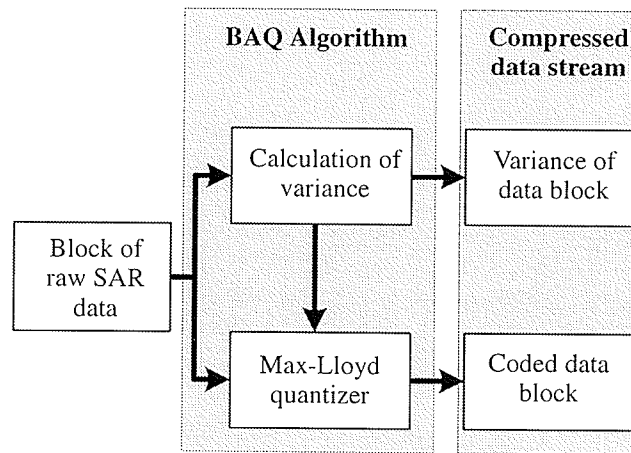 BAQ Algorithm
Compressed
data stream
Calculation of
variance
Variance of
data block
Block of
raw SAR
data
Max-Lloyd
quantizer
Coded data
block